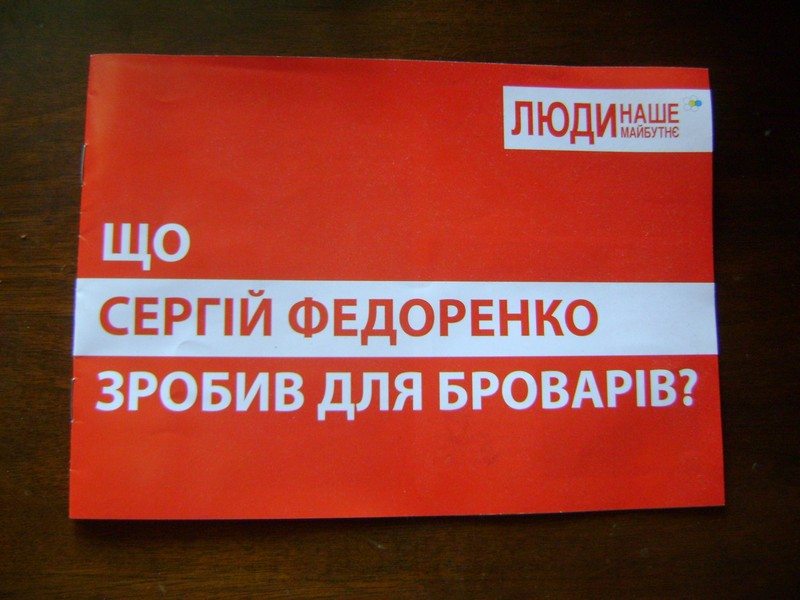 ЛЮДИ НАШЕ
МАЙБУТНЄ
ЩО
СЕРГІЙ ФЕДОРЕНКО
ЗРОБИВ ДЛЯ БРОВАРІВ?